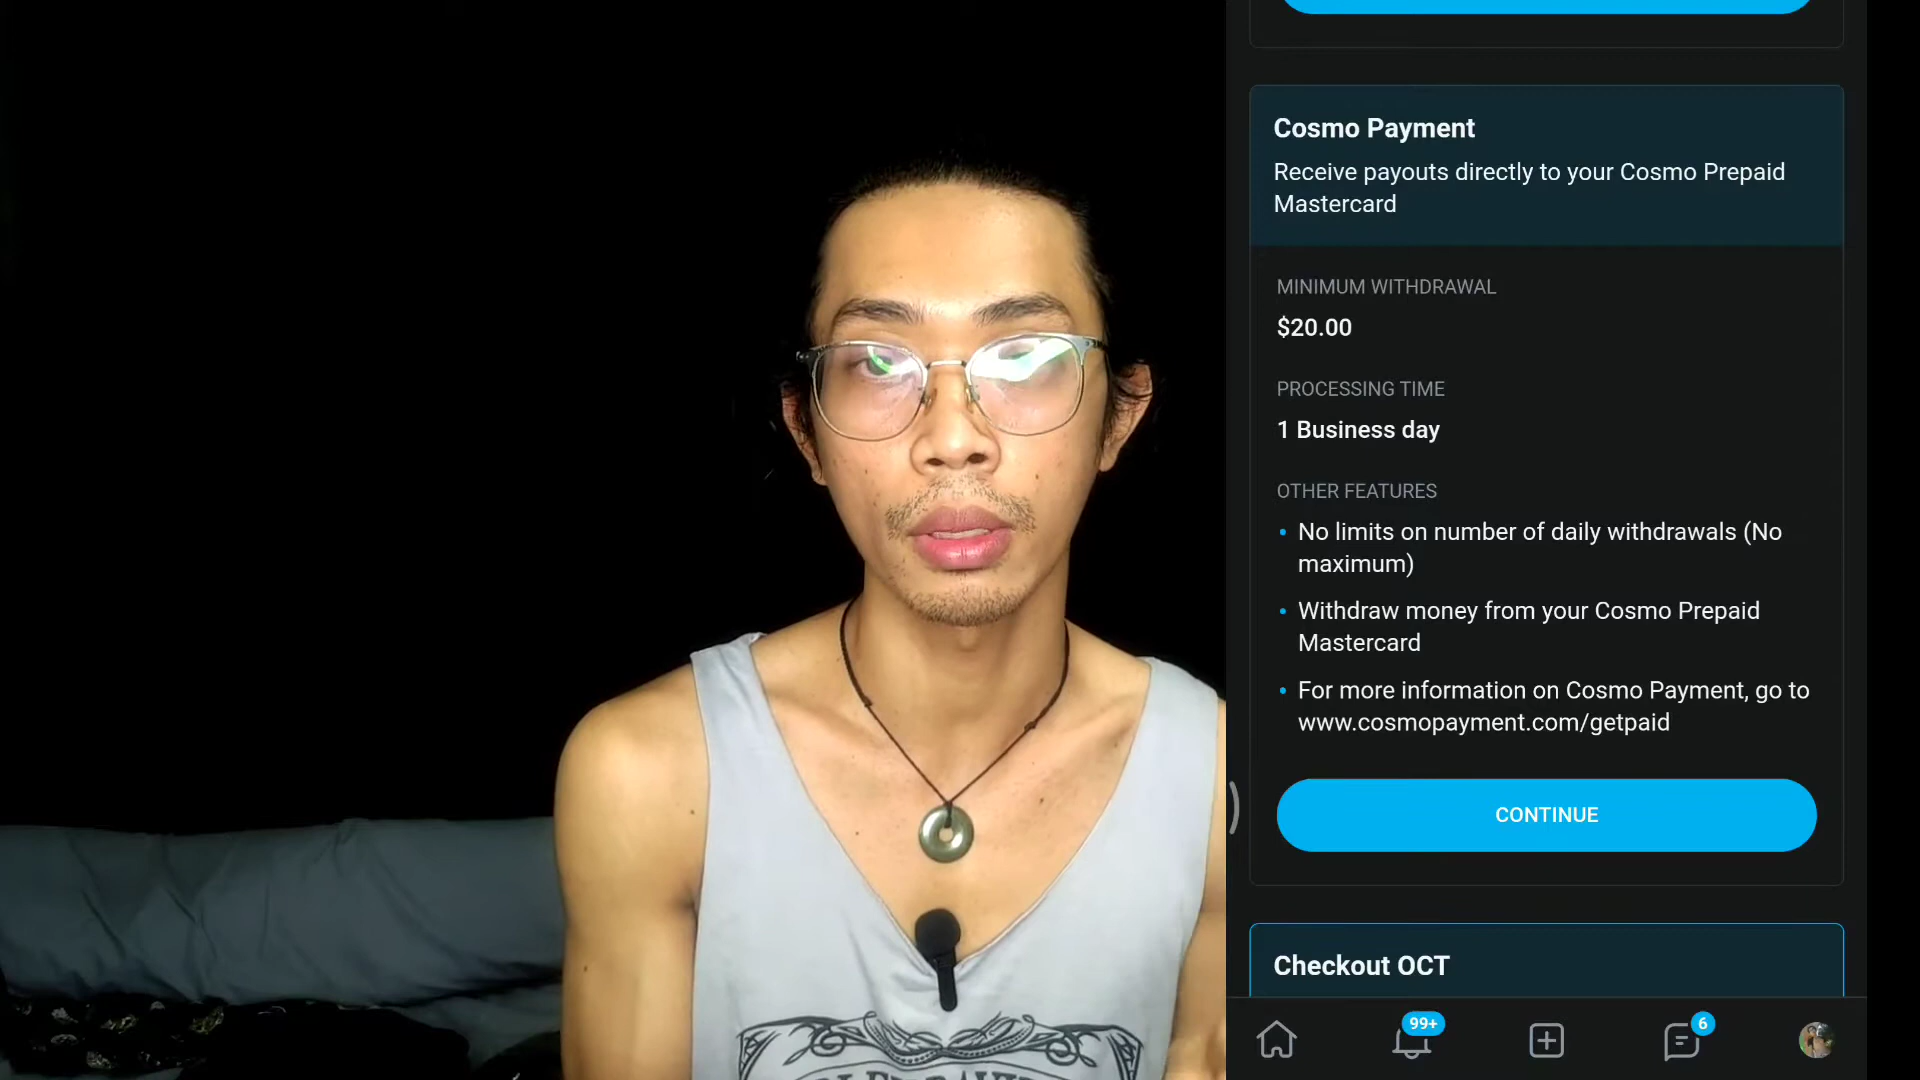 Cosmo Payment
Receive payouts directly to your Cosmo Prepaid
Mastercard
MINIMUM WITHDRAWAL
$20.00
PROCESSING TIME
1 Business day
OTHER FEATURES
• No limits on number of daily withdrawals (No
maximum)
• Withdraw money from your Cosmo Prepaid
Mastercard
• For more information on Cosmo Payment, go to
www.cosmopayment.com/getpaid
CONTINUE
Checkout OCT
99+
6